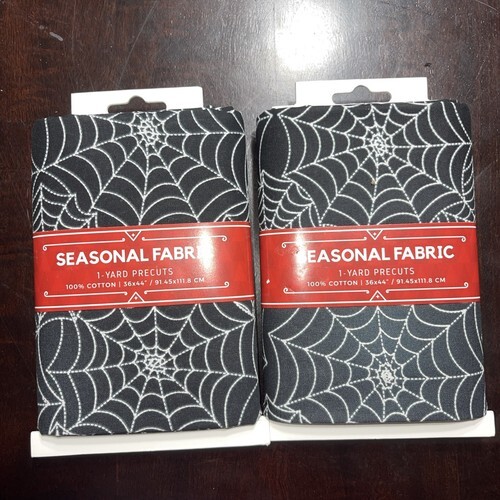 SEASONAL FABRIC
1-YARD PRECUTS
100% COTTON | 36x44" / 91.45x111.8 CM
SEASONAL FABRIC
1-YARD PRECUTS
100% COTTON | 36x44" / 91.45x111.8 CM